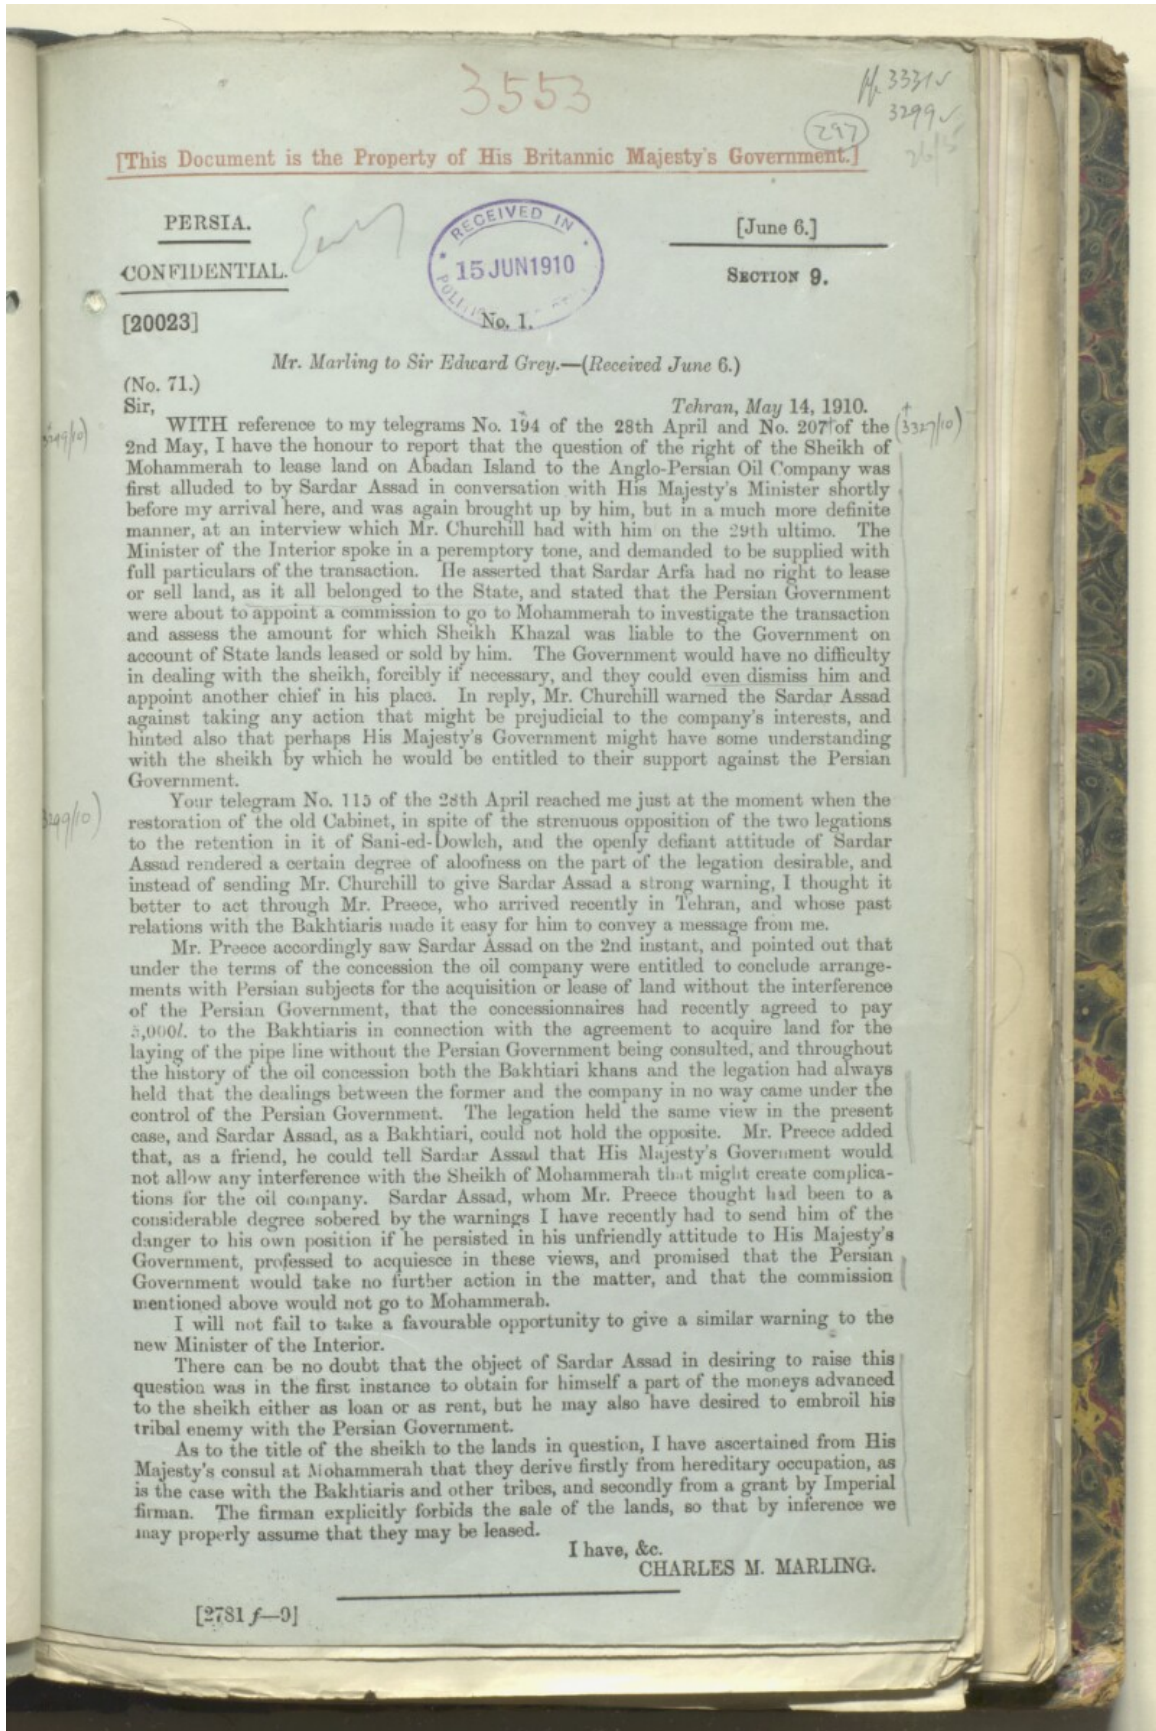 3553
3331
3299
297
[This Document is the Property of His Britannic Majesty's Government.]
PERSIA.
[June 6.]
RECEIVED IN
15 JUN 1910
CONFIDENTIAL.
SECTION 9.
[20023]
No. 1.
Mr. Marling to Sir Edward Grey.—(Received June 6.)
(No. 71.)
Sir,
Tehran, May 14, 1910.
WITH reference to my telegrams No. 194 of the 28th April and No. 207 of the (3327/10)
2nd May, I have the honour to report that the question of the right of the Sheikh of
Mohammerah to lease land on Abadan Island to the Anglo-Persian Oil Company was
first alluded to by Sardar Assad in conversation with His Majesty's Minister shortly
before my arrival here, and was again brought up by him, but in a much more definite
manner, at an interview which Mr. Churchill had with him on the 29th ultimo. The
Minister of the Interior spoke in a peremptory tone, and demanded to be supplied with
full particulars of the transaction. He asserted that Sardar Arfa had no right to lease
or sell land, as it all belonged to the State, and stated that the Persian Government
were about to appoint a commission to go to Mohammerah to investigate the transaction
and assess the amount for which Sheikh Khazal was liable to the Government on
account of State lands leased or sold by him. The Government would have no difficulty
in dealing with the sheikh, forcibly if necessary, and they could even dismiss him and
appoint another chief in his place. In reply, Mr. Churchill warned the Sardar Assad
against taking any action that might be prejudicial to the company's interests, and
hinted also that perhaps His Majesty's Government might have some understanding
with the sheikh by which he would be entitled to their support against the Persian
Government.
Your telegram No. 115 of the 28th April reached me just at the moment when the
restoration of the old Cabinet, in spite of the strenuous opposition of the two legations
to the retention in it of Sani-ed-Dowleh, and the openly defiant attitude of Sardar
Assad rendered a certain degree of aloofness on the part of the legation desirable, and
instead of sending Mr. Churchill to give Sardar Assad a strong warning, I thought it
better to act through Mr. Preece, who arrived recently in Tehran, and whose past
relations with the Bakhtiaris made it easy for him to convey a message from me.
Mr. Preece accordingly saw Sardar Assad on the 2nd instant, and pointed out that
under the terms of the concession the oil company were entitled to conclude arrange-
ments with Persian subjects for the acquisition or lease of land without the interference
of the Persian Government, that the concessionnaires had recently agreed to pay
5,000l. to the Bakhtiaris in connection with the agreement to acquire land for the
laying of the pipe line without the Persian Government being consulted, and throughout
the history of the oil concession both the Bakhtiari khans and the legation had always
held that the dealings between the former and the company in no way came under the
control of the Persian Government. The legation held the same view in the present
case, and Sardar Assad, as a Bakhtiari, could not hold the opposite. Mr. Preece added
that, as a friend, he could tell Sardar Assad that His Majesty's Government would
not allow any interference with the Sheikh of Mohammerah that might create complica-
tions for the oil company. Sardar Assad, whom Mr. Preece thought had been to a
considerable degree sobered by the warnings I have recently had to send him of the
danger to his own position if he persisted in his unfriendly attitude to His Majesty's
Government, professed to acquiesce in these views, and promised that the Persian
Government would take no further action in the matter, and that the commission
mentioned above would not go to Mohammerah.
I will not fail to take a favourable opportunity to give a similar warning to the
new Minister of the Interior.
There can be no doubt that the object of Sardar Assad in desiring to raise this
question was in the first instance to obtain for himself a part of the moneys advanced
to the sheikh either as loan or as rent, but he may also have desired to embroil his
tribal enemy with the Persian Government.
As to the title of the sheikh to the lands in question, I have ascertained from His
Majesty's consul at Mohammerah that they derive firstly from hereditary occupation, as
is the case with the Bakhtiaris and other tribes, and secondly from a grant by Imperial
firman. The firman explicitly forbids the sale of the lands, so that by inference we
may properly assume that they may be leased.
I have, &c.
CHARLES M. MARLING.
[2781 f—9]